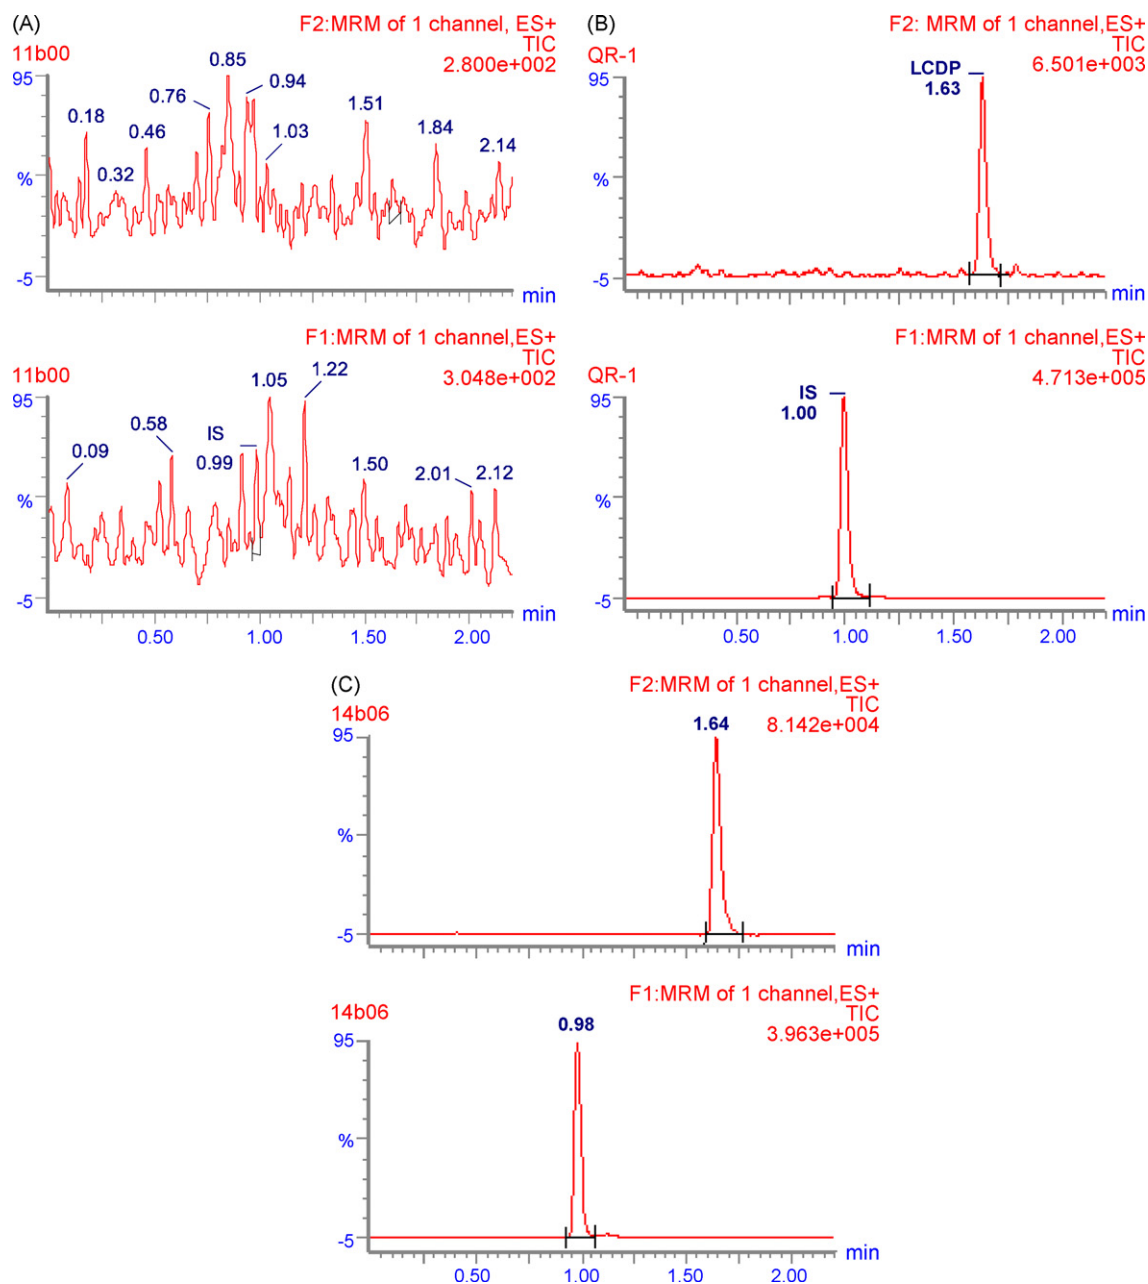 (A)
F2:MRM of 1 channel, ES+
TIC
2.800e+002
11b00
95
%
-5
0.18
0.32
0.46
0.76
0.85
0.94
1.03
1.51
1.84
2.14
min
F1:MRM of 1 channel,ES+
TIC
3.048e+002
11b00
95
%
-5
0.09
0.58
IS
0.99
1.05
1.22
1.50
2.01
2.12
min
0.50
1.00
1.50
2.00
(B)
F2: MRM of 1 channel, ES+
TIC
6.501e+003
QR-1
95
%
-5
LCDP
1.63
min
F1:MRM of 1 channel,ES+
TIC
4.713e+005
QR-1
95
%
-5
IS
1.00
min
0.50
1.00
1.50
2.00
(C)
F2:MRM of 1 channel,ES+
TIC
8.142e+004
14b06
95
%
-5
1.64
min
F1:MRM of 1 channel,ES+
TIC
3.963e+005
14b06
95
%
-5
0.98
min
0.50
1.00
1.50
2.00